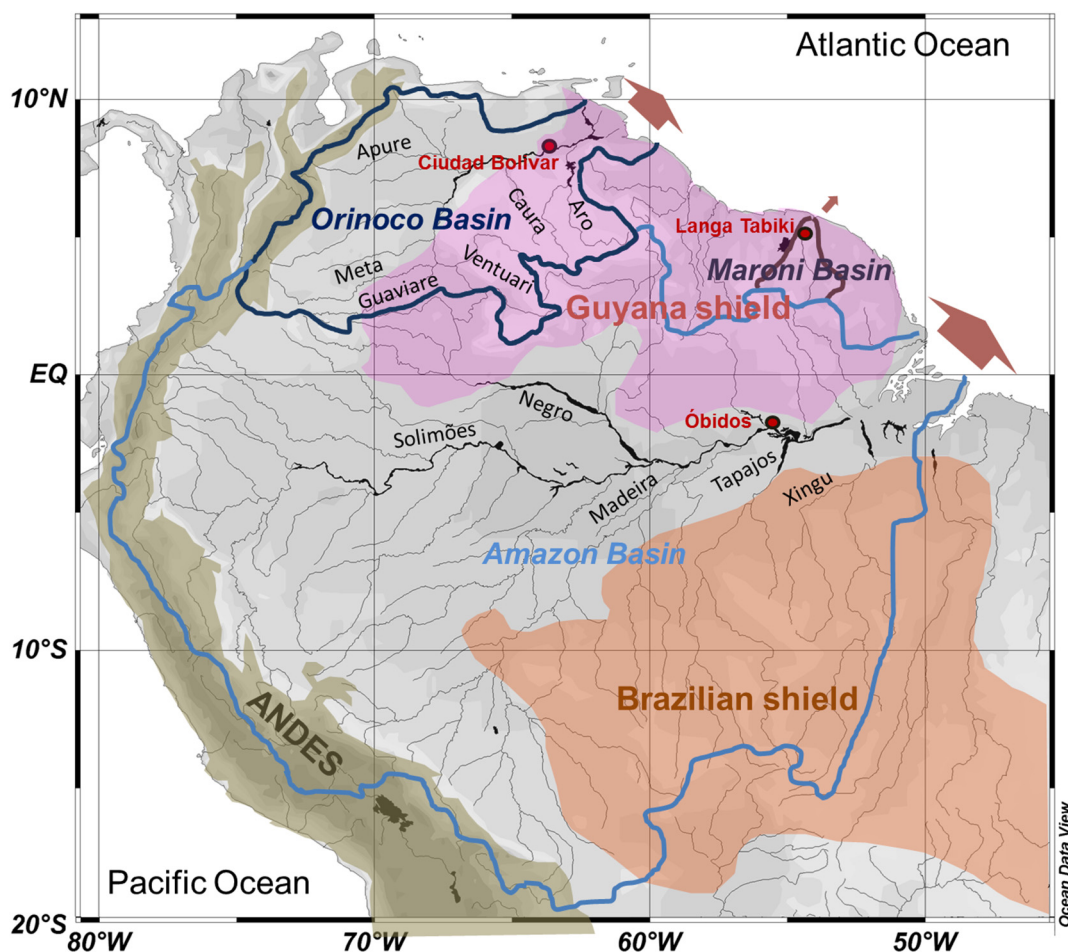 Atlantic Ocean
10°N
Apure
Ciudad Bolívar
Orinoco Basin
Caura
Aro
Langa Tabiki
Meta
Ventuari
Maroni Basin
Guaviare
Guyana shield
EQ
Negro
Óbidos
Solimões
Madeira
Tapajos
Xingu
Amazon Basin
10°S
Brazilian shield
ANDES
Pacific Ocean
Ocean Data View
20°S
80°W
70°W
60°W
50°W